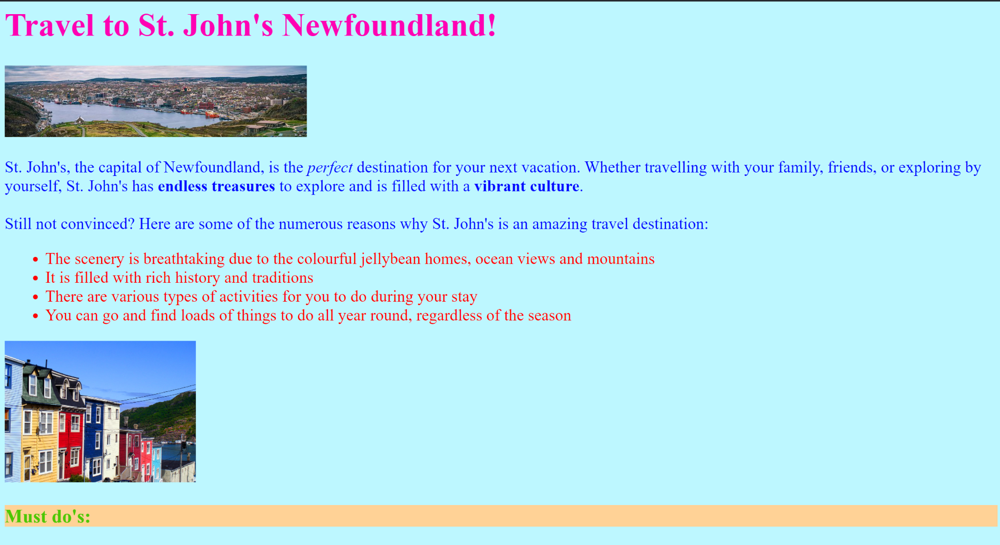 Travel to St. John's Newfoundland!
St. John's, the capital of Newfoundland, is the perfect destination for your next vacation. Whether travelling with your family, friends, or exploring by
yourself, St. John's has endless treasures to explore and is filled with a vibrant culture.
Still not convinced? Here are some of the numerous reasons why St. John's is an amazing travel destination:
• The scenery is breathtaking due to the colourful jellybean homes, ocean views and mountains
• It is filled with rich history and traditions
• There are various types of activities for you to do during your stay
• You can go and find loads of things to do all year round, regardless of the season
Must do's: